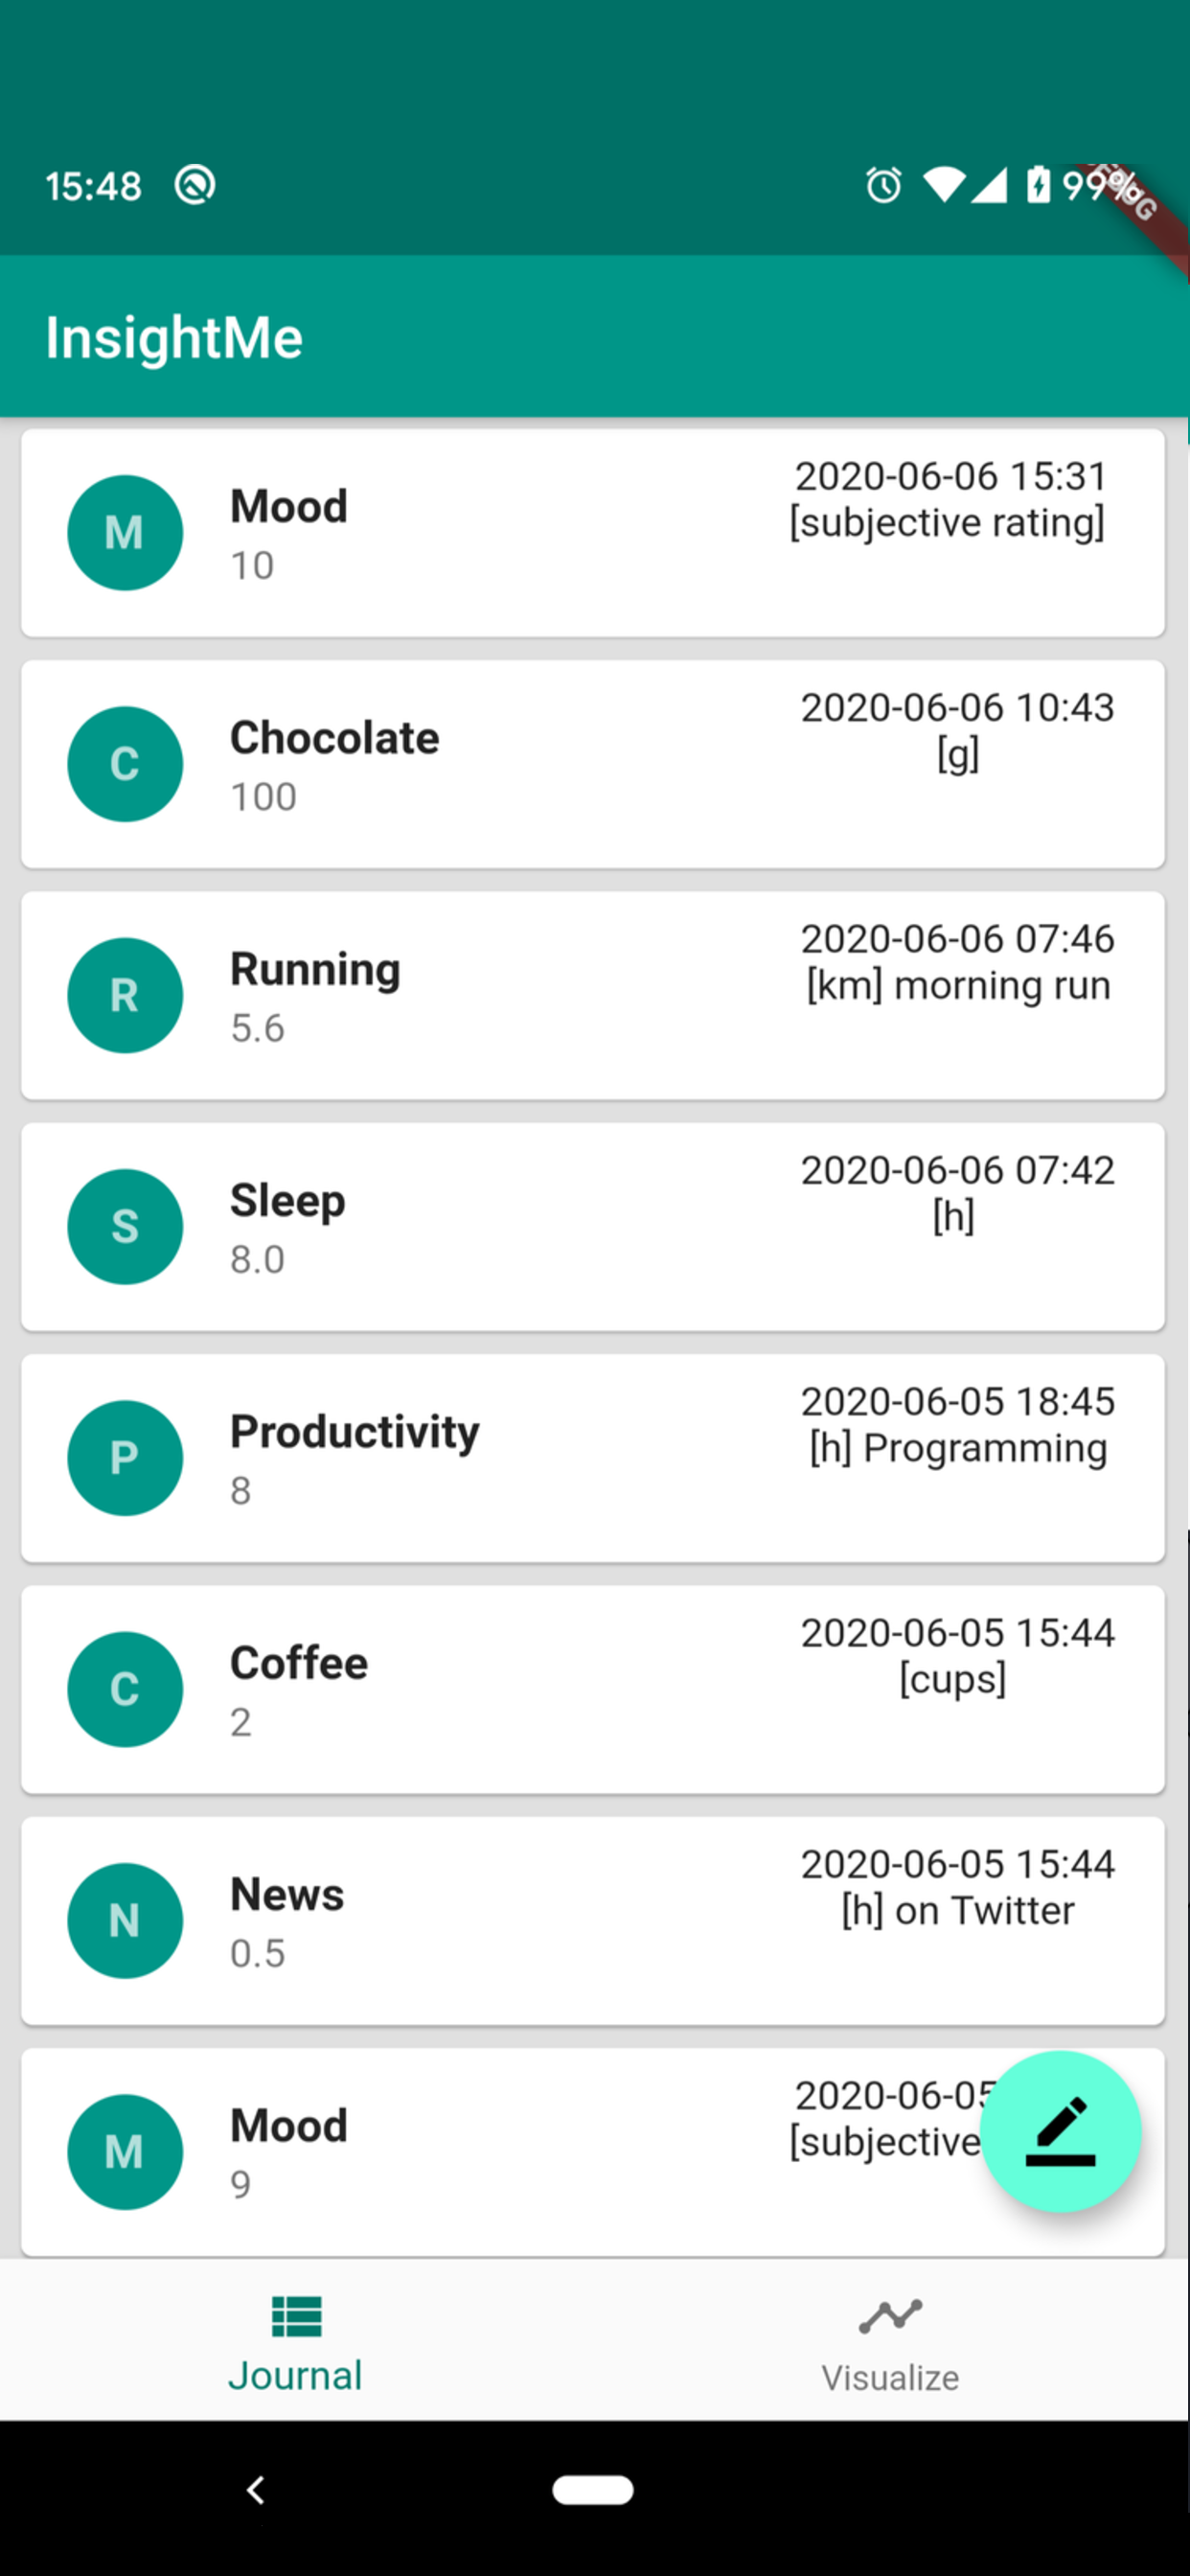 15:48 99%
InsightMe
M
Mood
10
2020-06-06 15:31
[subjective rating]
C
Chocolate
100
2020-06-06 10:43
[g]
R
Running
5.6
2020-06-06 07:46
[km] morning run
S
Sleep
8.0
2020-06-06 07:42
[h]
P
Productivity
8
2020-06-05 18:45
[h] Programming
C
Coffee
2
2020-06-05 15:44
[cups]
N
News
0.5
2020-06-05 15:44
[h] on Twitter
M
Mood
9
2020-06-05
[subjective
Journal
Visualize